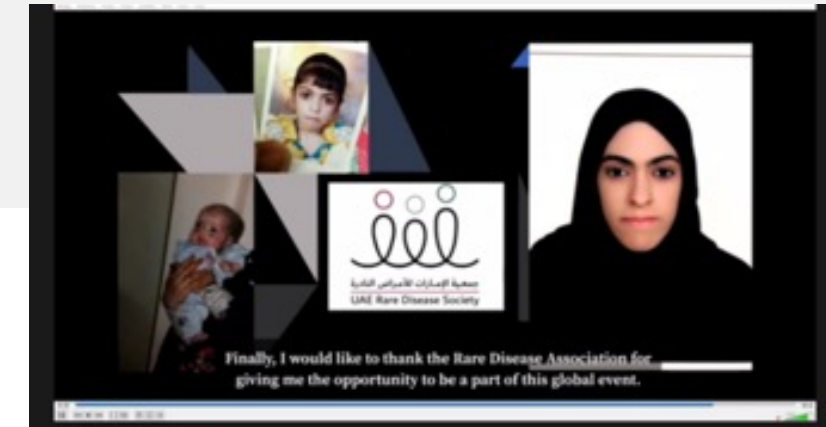 جمعية الإمارات للأمراض النادرة
UAE Rare Disease Society
Finally, I would like to thank the Rare Disease Association for
giving me the opportunity to be a part of this global event.